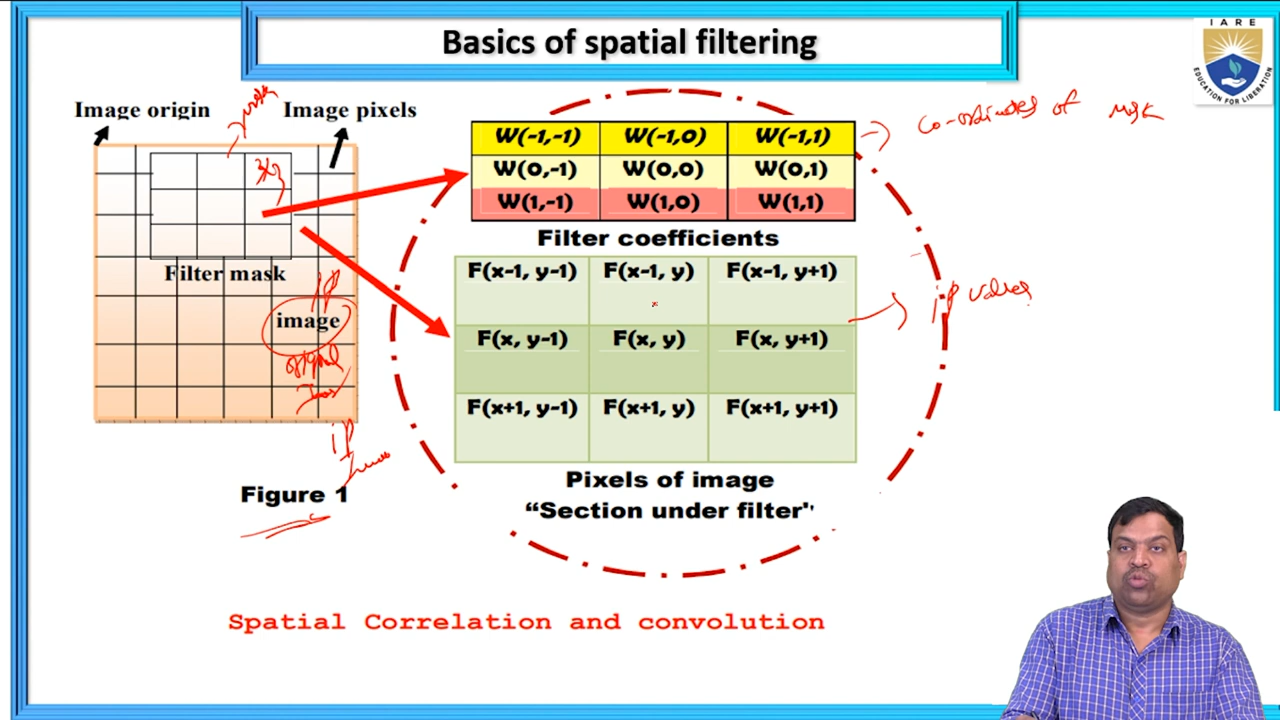 Basics of spatial filtering
IARE
EDUCATION FOR LIBERATION
Image origin
mask
Image pixels
3x3
Filter mask
i/p
image
original
i/p
Figure 1
W(-1,-1) W(-1,0) W(-1,1)
W(0,-1) W(0,0) W(0,1)
W(1,-1) W(1,0) W(1,1)
co-ordinates of mask
Filter coefficients
F(x-1, y-1) F(x-1, y) F(x-1, y+1)
F(x, y-1) F(x, y) F(x, y+1)
F(x+1, y-1) F(x+1, y) F(x+1, y+1)
i/p values
Pixels of image
“Section under filter"
Spatial Correlation and convolution